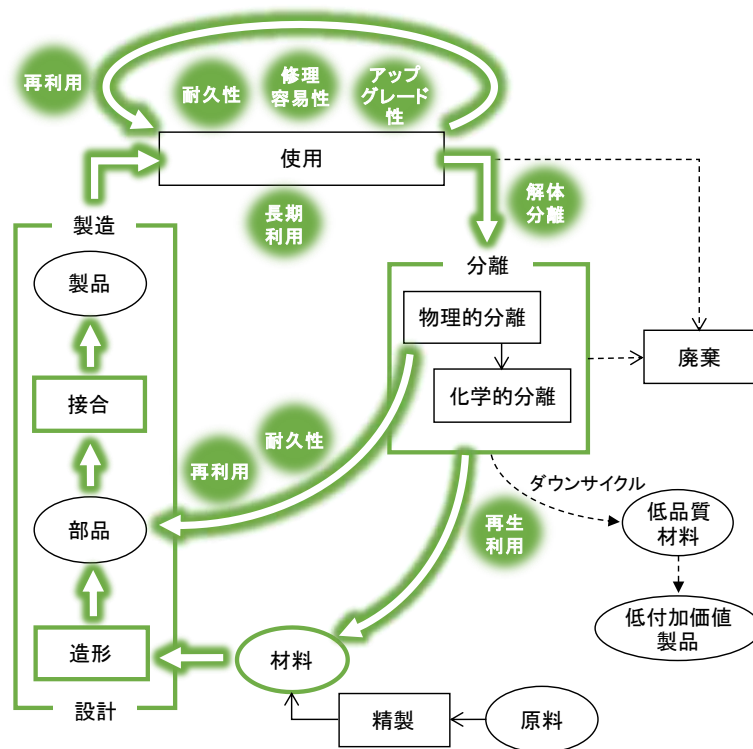 再利用
耐久性
修理
容易性
アップ
グレード
性
使用
長期
利用
解体
分離
製造
製品
接合
部品
造形
設計
分離
物理的分離
化学的分離
廃棄
再利用
耐久性
再生
利用
ダウンサイクル
低品質
材料
低付加価値
製品
材料
精製
原料